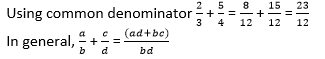 Using common denominator 2/3 + 5/4 = 8/12 + 15/12 = 23/12
In general, a/b + c/d = (ad+bc)/bd